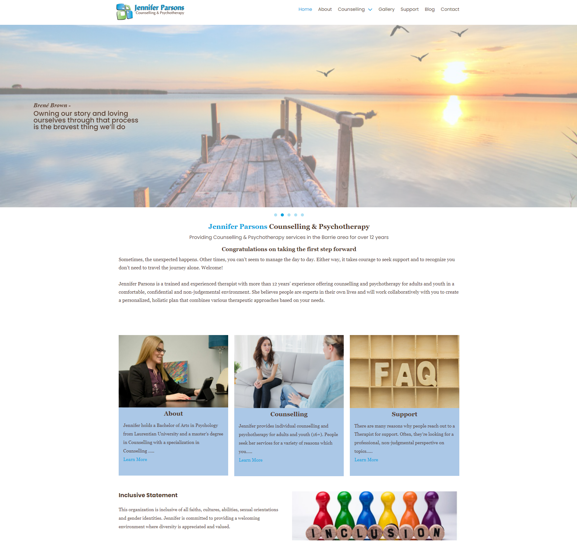 Jennifer Parsons
Counselling & Psychotherapy
Home About Counselling Gallery Support Blog Contact
Brené Brown -
Owning our story and loving
ourselves through that process
is the bravest thing we'll do
Jennifer Parsons Counselling & Psychotherapy
Providing Counselling & Psychotherapy services in the Barrie area for over 12 years
Congratulations on taking the first step forward
Sometimes, the unexpected happens. Other times, you can't seem to manage the day to day. Either way, it takes courage to seek support and to recognize you
don't need to travel the journey alone. Welcome!
Jennifer Parsons is a trained and experienced therapist with more than 12 years' experience offering counselling and psychotherapy for adults and youth in a
comfortable, confidential and non-judgemental environment. She believes people are experts in their own lives and will work collaboratively with you to create
a personalized, holistic plan that combines various therapeutic approaches based on your needs.
FAQ
About
Jennifer holds a Bachelor of Arts in Psychology
from Laurentian University and a master's degree
in Counselling with a specialization in
Counselling .....
Learn More
Counselling
Jennifer provides individual counselling and
psychotherapy for adults and youth (16+). People
seek her services for a variety of reasons which
you.....
Learn More
Support
There are many reasons why people reach out to a
Therapist for support. Often, they're looking for a
professional, non-judgmental perspective on
topics.....
Learn More
Inclusive Statement
This organization is inclusive of all faiths, cultures, abilities, sexual orientations
and gender identities. Jennifer is committed to providing a welcoming
environment where diversity is appreciated and valued.
INCLUSION